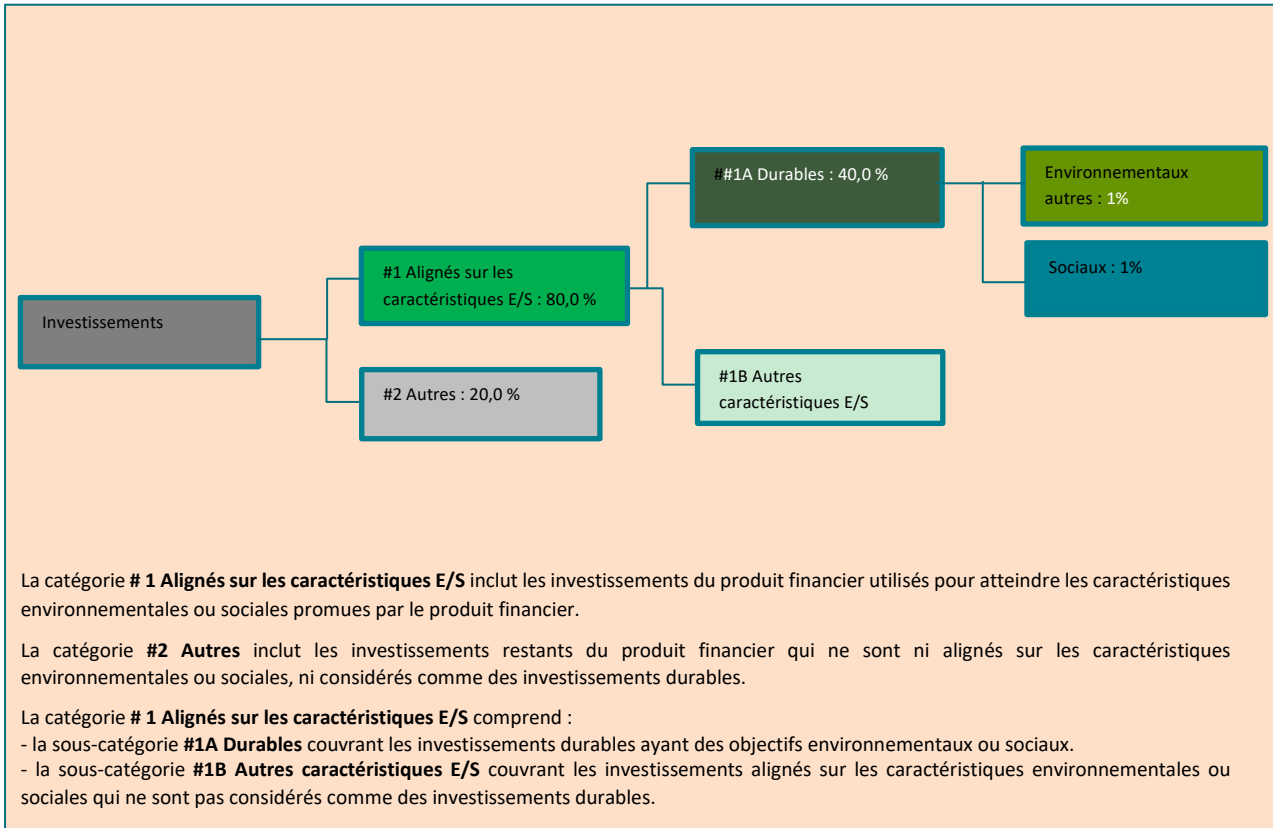 ##1A Durables : 40,0 %
Environnementaux
autres : 1%
Sociaux : 1%
#1 Alignés sur les
caractéristiques E/S : 80,0 %
Investissements
#2 Autres : 20,0 %
#1B Autres
caractéristiques E/S
La catégorie # 1 Alignés sur les caractéristiques E/S inclut les investissements du produit financier utilisés pour atteindre les caractéristiques
environnementales ou sociales promues par le produit financier.
La catégorie #2 Autres inclut les investissements restants du produit financier qui ne sont ni alignés sur les caractéristiques
environnementales ou sociales, ni considérés comme des investissements durables.
La catégorie # 1 Alignés sur les caractéristiques E/S comprend :
- la sous-catégorie #1A Durables couvrant les investissements durables ayant des objectifs environnementaux ou sociaux.
- la sous-catégorie #1B Autres caractéristiques E/S couvrant les investissements alignés sur les caractéristiques environnementales ou
sociales qui ne sont pas considérés comme des investissements durables.